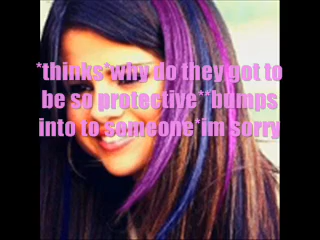 *thinks*why do they got to
be so protective**bumps
into to someone*im sorry